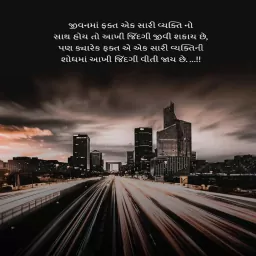 જીવનમાં ફક્ત એક સારી વ્યક્તિ નો
સાથ હોય તો આખી જિંદગી જીવી શકાય છે,
પણ ક્યારેક ફક્ત એ એક સારી વ્યક્તિની
શોધમાં આખી જિંદગી વીતી જાય છે. ...!!